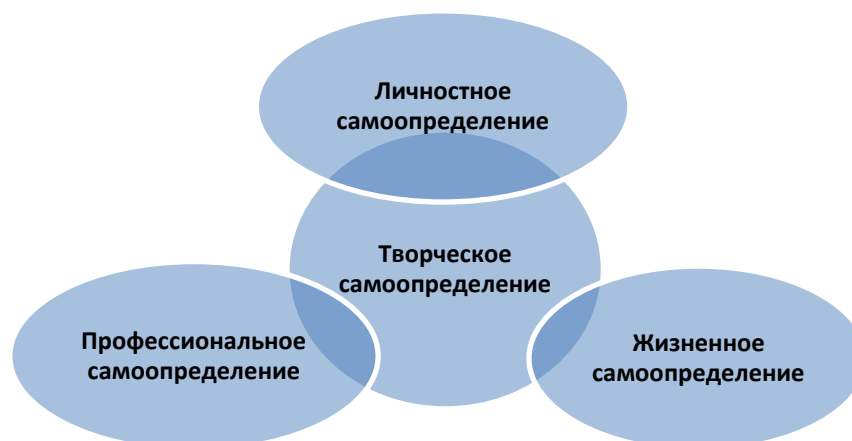 Личностное
самоопределение
Творческое
самоопределение
Профессиональное
самоопределение
Жизненное
самоопределение